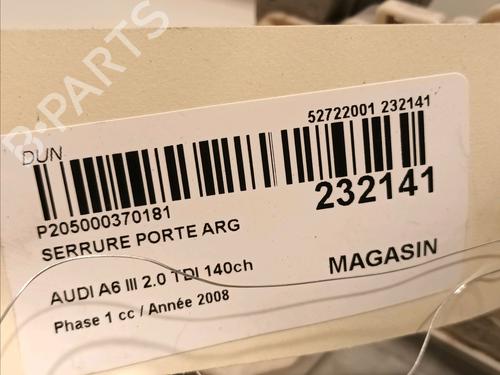 B-PARTS
DUN
52722001 232141
P205000370181
232141
SERRURE PORTE ARG
AUDI A6 III 2.0 TDI 140ch
MAGASIN
Phase 1 cc / Année 2008